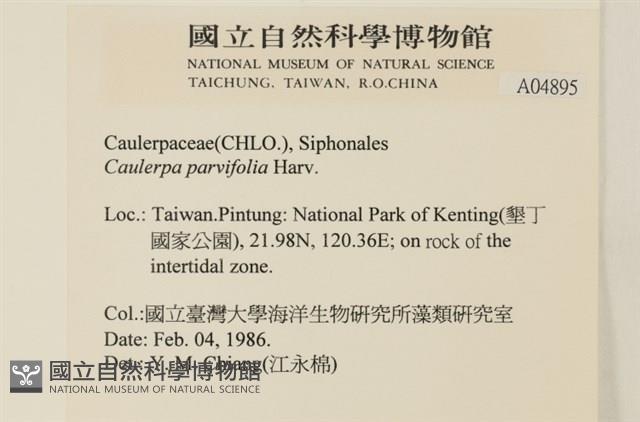 國立自然科學博物館
NATIONAL MUSEUM OF NATURAL SCIENCE
TAICHUNG, TAIWAN, R.O.CHINA
A04895
Caulerpaceae(CHLO.), Siphonales
Caulerpa parvifolia Harv.
Loc.: Taiwan.Pintung: National Park of Kenting(墾丁
國家公園), 21.98N, 120.36E; on rock of the
intertidal zone.
Col.:國立臺灣大學海洋生物研究所藻類研究室
Date: Feb. 04, 1986.
Det.: Y. M. Chiang(江永棉)
國立自然科學博物館
NATIONAL MUSEUM OF NATURAL SCIENCE